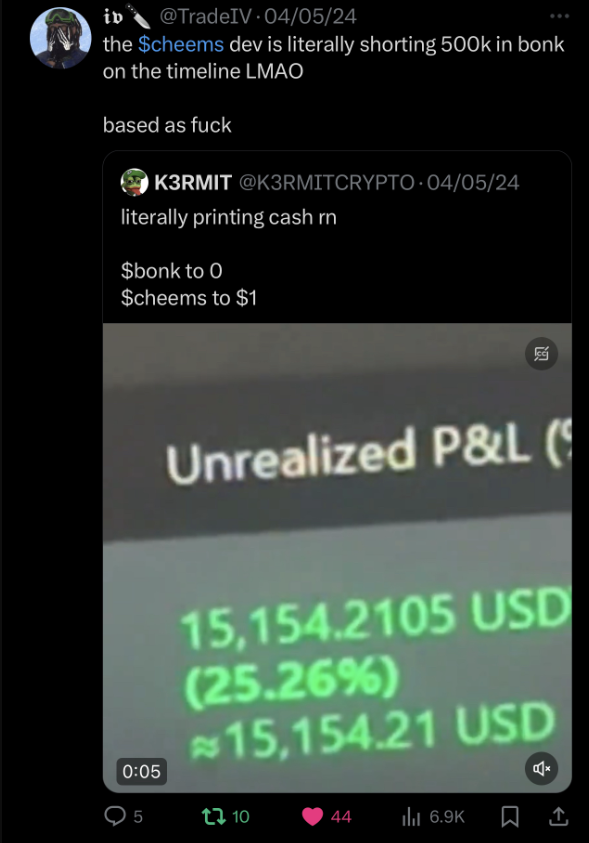 iv @TradeIV · 04/05/24
the $cheems dev is literally shorting 500k in bonk
on the timeline LMAO
based as fuck
K3RMIT @K3RMITCRYPTO · 04/05/24
literally printing cash rn
$bonk to 0
$cheems to $1
Unrealized P&L (
15,154.2105 USD
(25.26%)
≈15,154.21 USD
0:05
5 10 44 6.9K